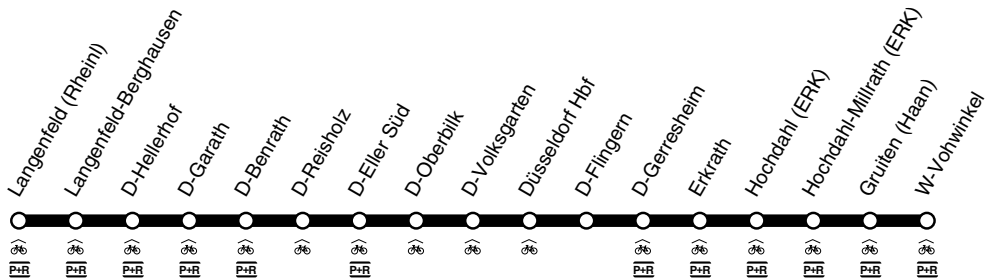 Langenfeld (Rheinl)
Langenfeld-Berghausen
D-Hellerhof
D-Garath
D-Benrath
D-Reisholz
D-Eller Süd
D-Oberbilk
D-Volksgarten
Düsseldorf Hbf
D-Flingern
D-Gerresheim
Erkrath
Hochdahl (ERK)
Hochdahl-Millrath (ERK)
Gruiten (Haan)
W-Vohwinkel
P+R
P+R
P+R
P+R
P+R
P+R
P+R
P+R
P+R
P+R
P+R
P+R